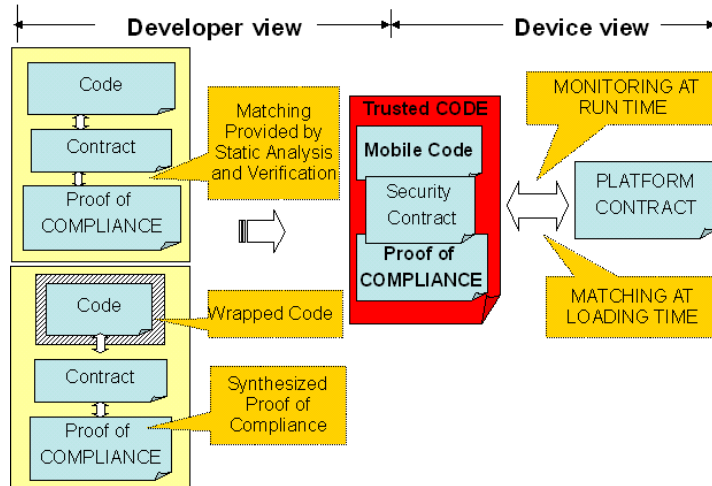 Developer view
Device view
Code
Contract
Proof of
COMPLIANCE
Matching
Provided by
Static Analysis
and Verification
Code
Wrapped Code
Contract
Proof of
COMPLIANCE
Synthesized
Proof of
Compliance
Trusted CODE
Mobile Code
Security
Contract
Proof of
COMPLIANCE
MONITORING AT
RUN TIME
PLATFORM
CONTRACT
MATCHING AT
LOADING TIME